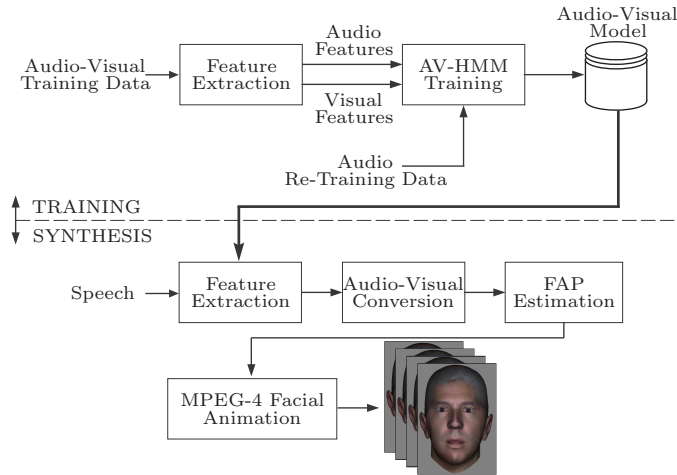 Audio-Visual
Training Data
Feature
Extraction
Audio
Features
Visual
Features
AV-HMM
Training
Audio-Visual
Model
Audio
Re-Training Data
TRAINING
SYNTHESIS
Speech
Feature
Extraction
Audio-Visual
Conversion
FAP
Estimation
MPEG-4 Facial
Animation